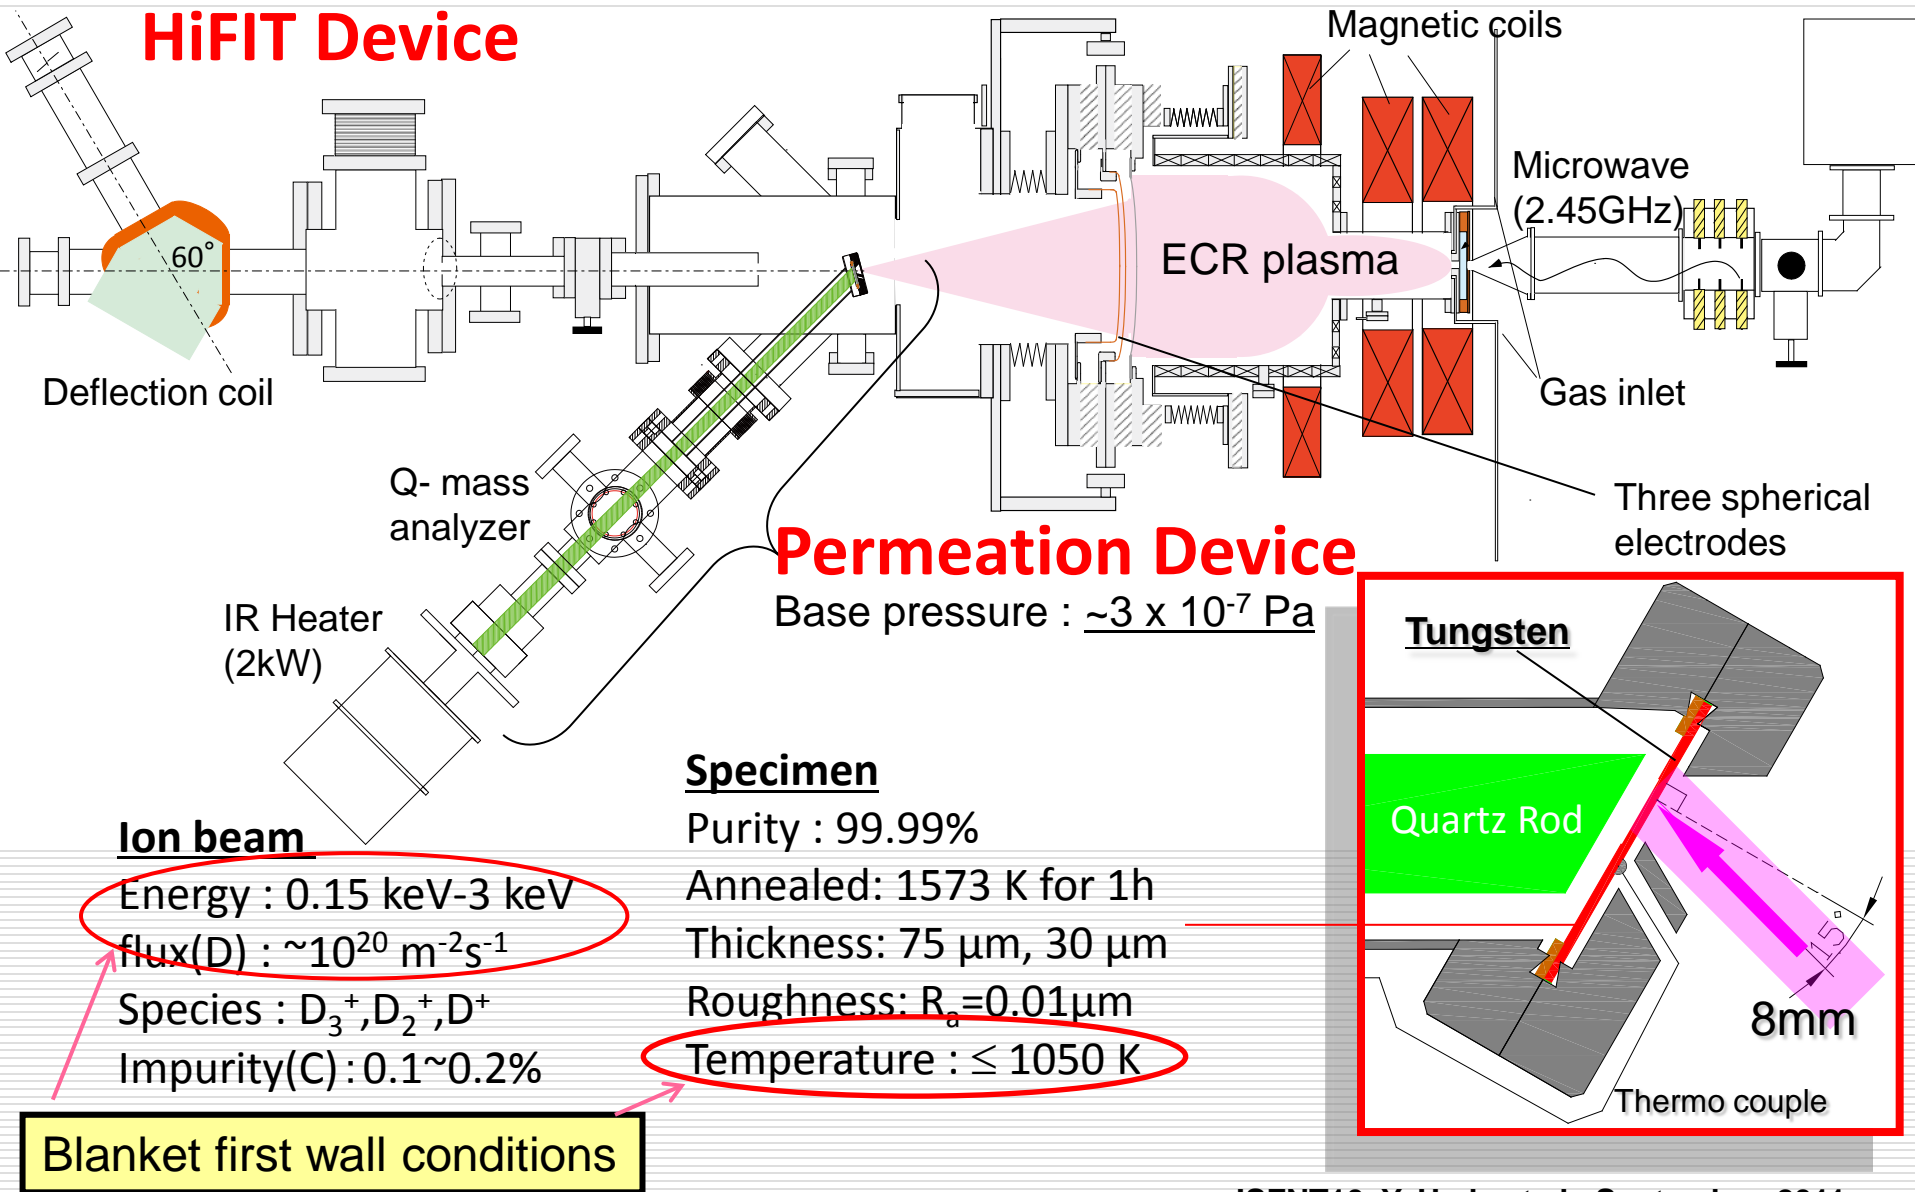 HiFIT Device
Magnetic coils
Microwave
(2.45GHz)
60°
ECR plasma
Deflection coil
Gas inlet
Q- mass
analyzer
Three spherical
electrodes
Permeation Device
Base pressure : ~3 x 10⁻⁷ Pa
IR Heater
(2kW)
Tungsten
Quartz Rod
15°
8mm
Thermo couple
Ion beam
Energy : 0.15 keV-3 keV
flux(D) : ~10²⁰ m⁻²s⁻¹
Species : D₃⁺,D₂⁺,D⁺
Impurity(C) : 0.1~0.2%
Specimen
Purity : 99.99%
Annealed: 1573 K for 1h
Thickness: 75 μm, 30 μm
Roughness: Rₐ=0.01μm
Temperature : ≤ 1050 K
Blanket first wall conditions